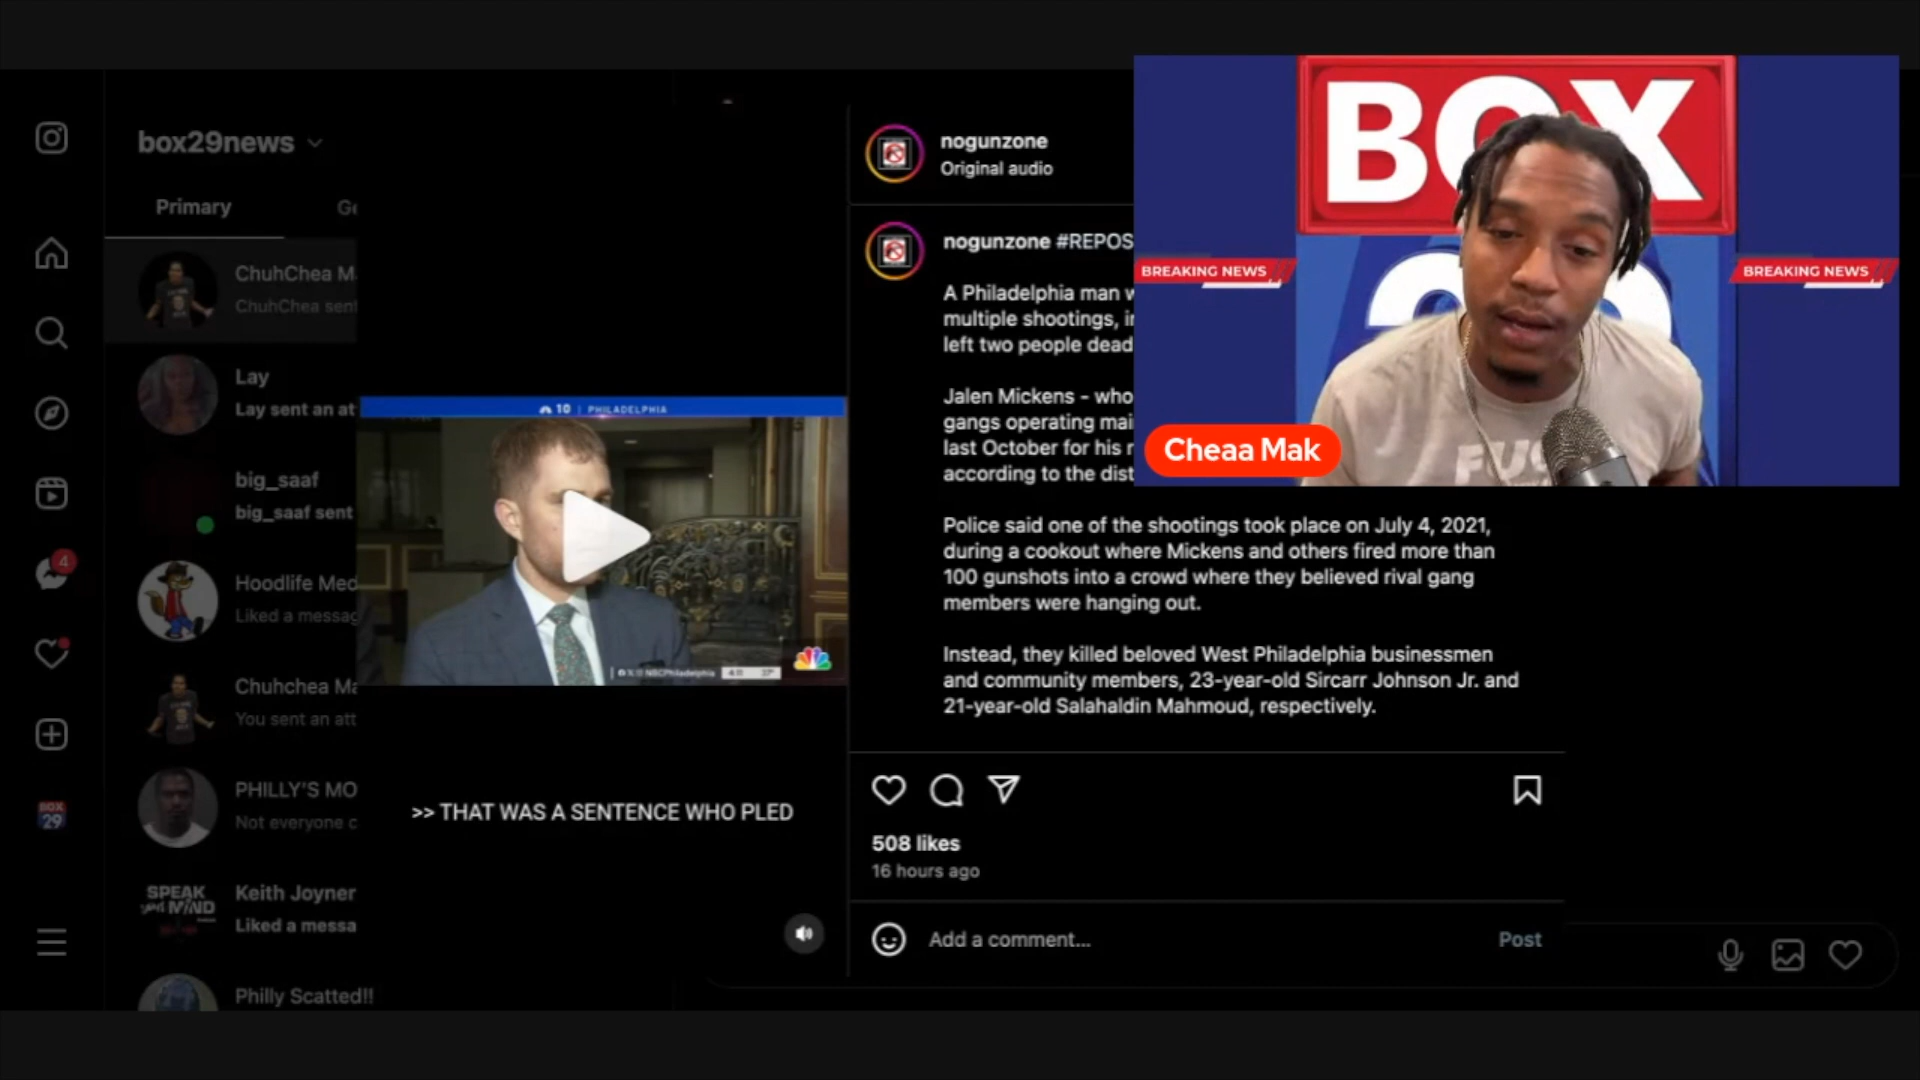 box29news
Primary
Ge
ChuhChea M
ChuhChea sent
Lay
Lay sent an at
big_saaf
big_saaf sent
4
Hoodlife Med
Liked a messag
Chuhchea Ma
You sent an att
BOX
29
PHILLY'S MO
Not everyone c
SPEAK
MIND
Keith Joyner
Liked a messa
Philly Scatted!!
10 | PHILADELPHIA
NBCPhiladelphia
>> THAT WAS A SENTENCE WHO PLED
nogunzone
Original audio
nogunzone #REPOS
A Philadelphia man w
multiple shootings, in
left two people dead
Jalen Mickens - who
gangs operating mai
last October for his r
according to the dist
Police said one of the shootings took place on July 4, 2021,
during a cookout where Mickens and others fired more than
100 gunshots into a crowd where they believed rival gang
members were hanging out.
Instead, they killed beloved West Philadelphia businessmen
and community members, 23-year-old Sircarr Johnson Jr. and
21-year-old Salahaldin Mahmoud, respectively.
508 likes
16 hours ago
Add a comment...
Post
BOX
BREAKING NEWS
BREAKING NEWS
Cheaa Mak